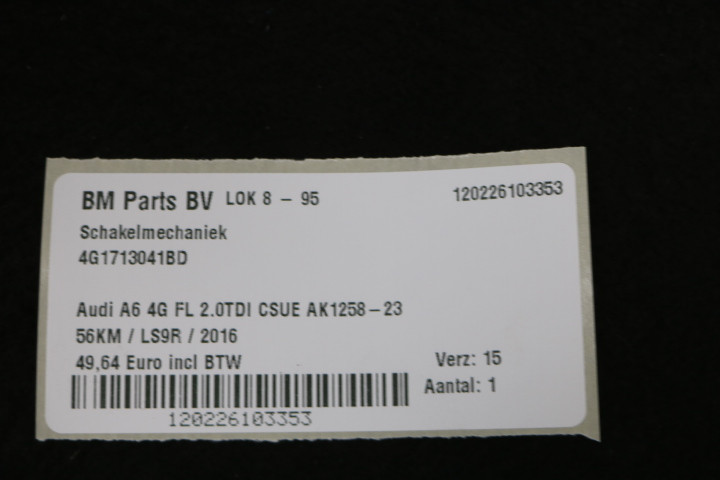 BM Parts BV LOK 8 - 95 120226103353
Schakelmechaniek
4G1713041BD
Audi A6 4G FL 2.0TDI CSUE AK1258-23
56KM / LS9R / 2016
49,64 Euro incl BTW Verz: 15
Aantal: 1
120226103353